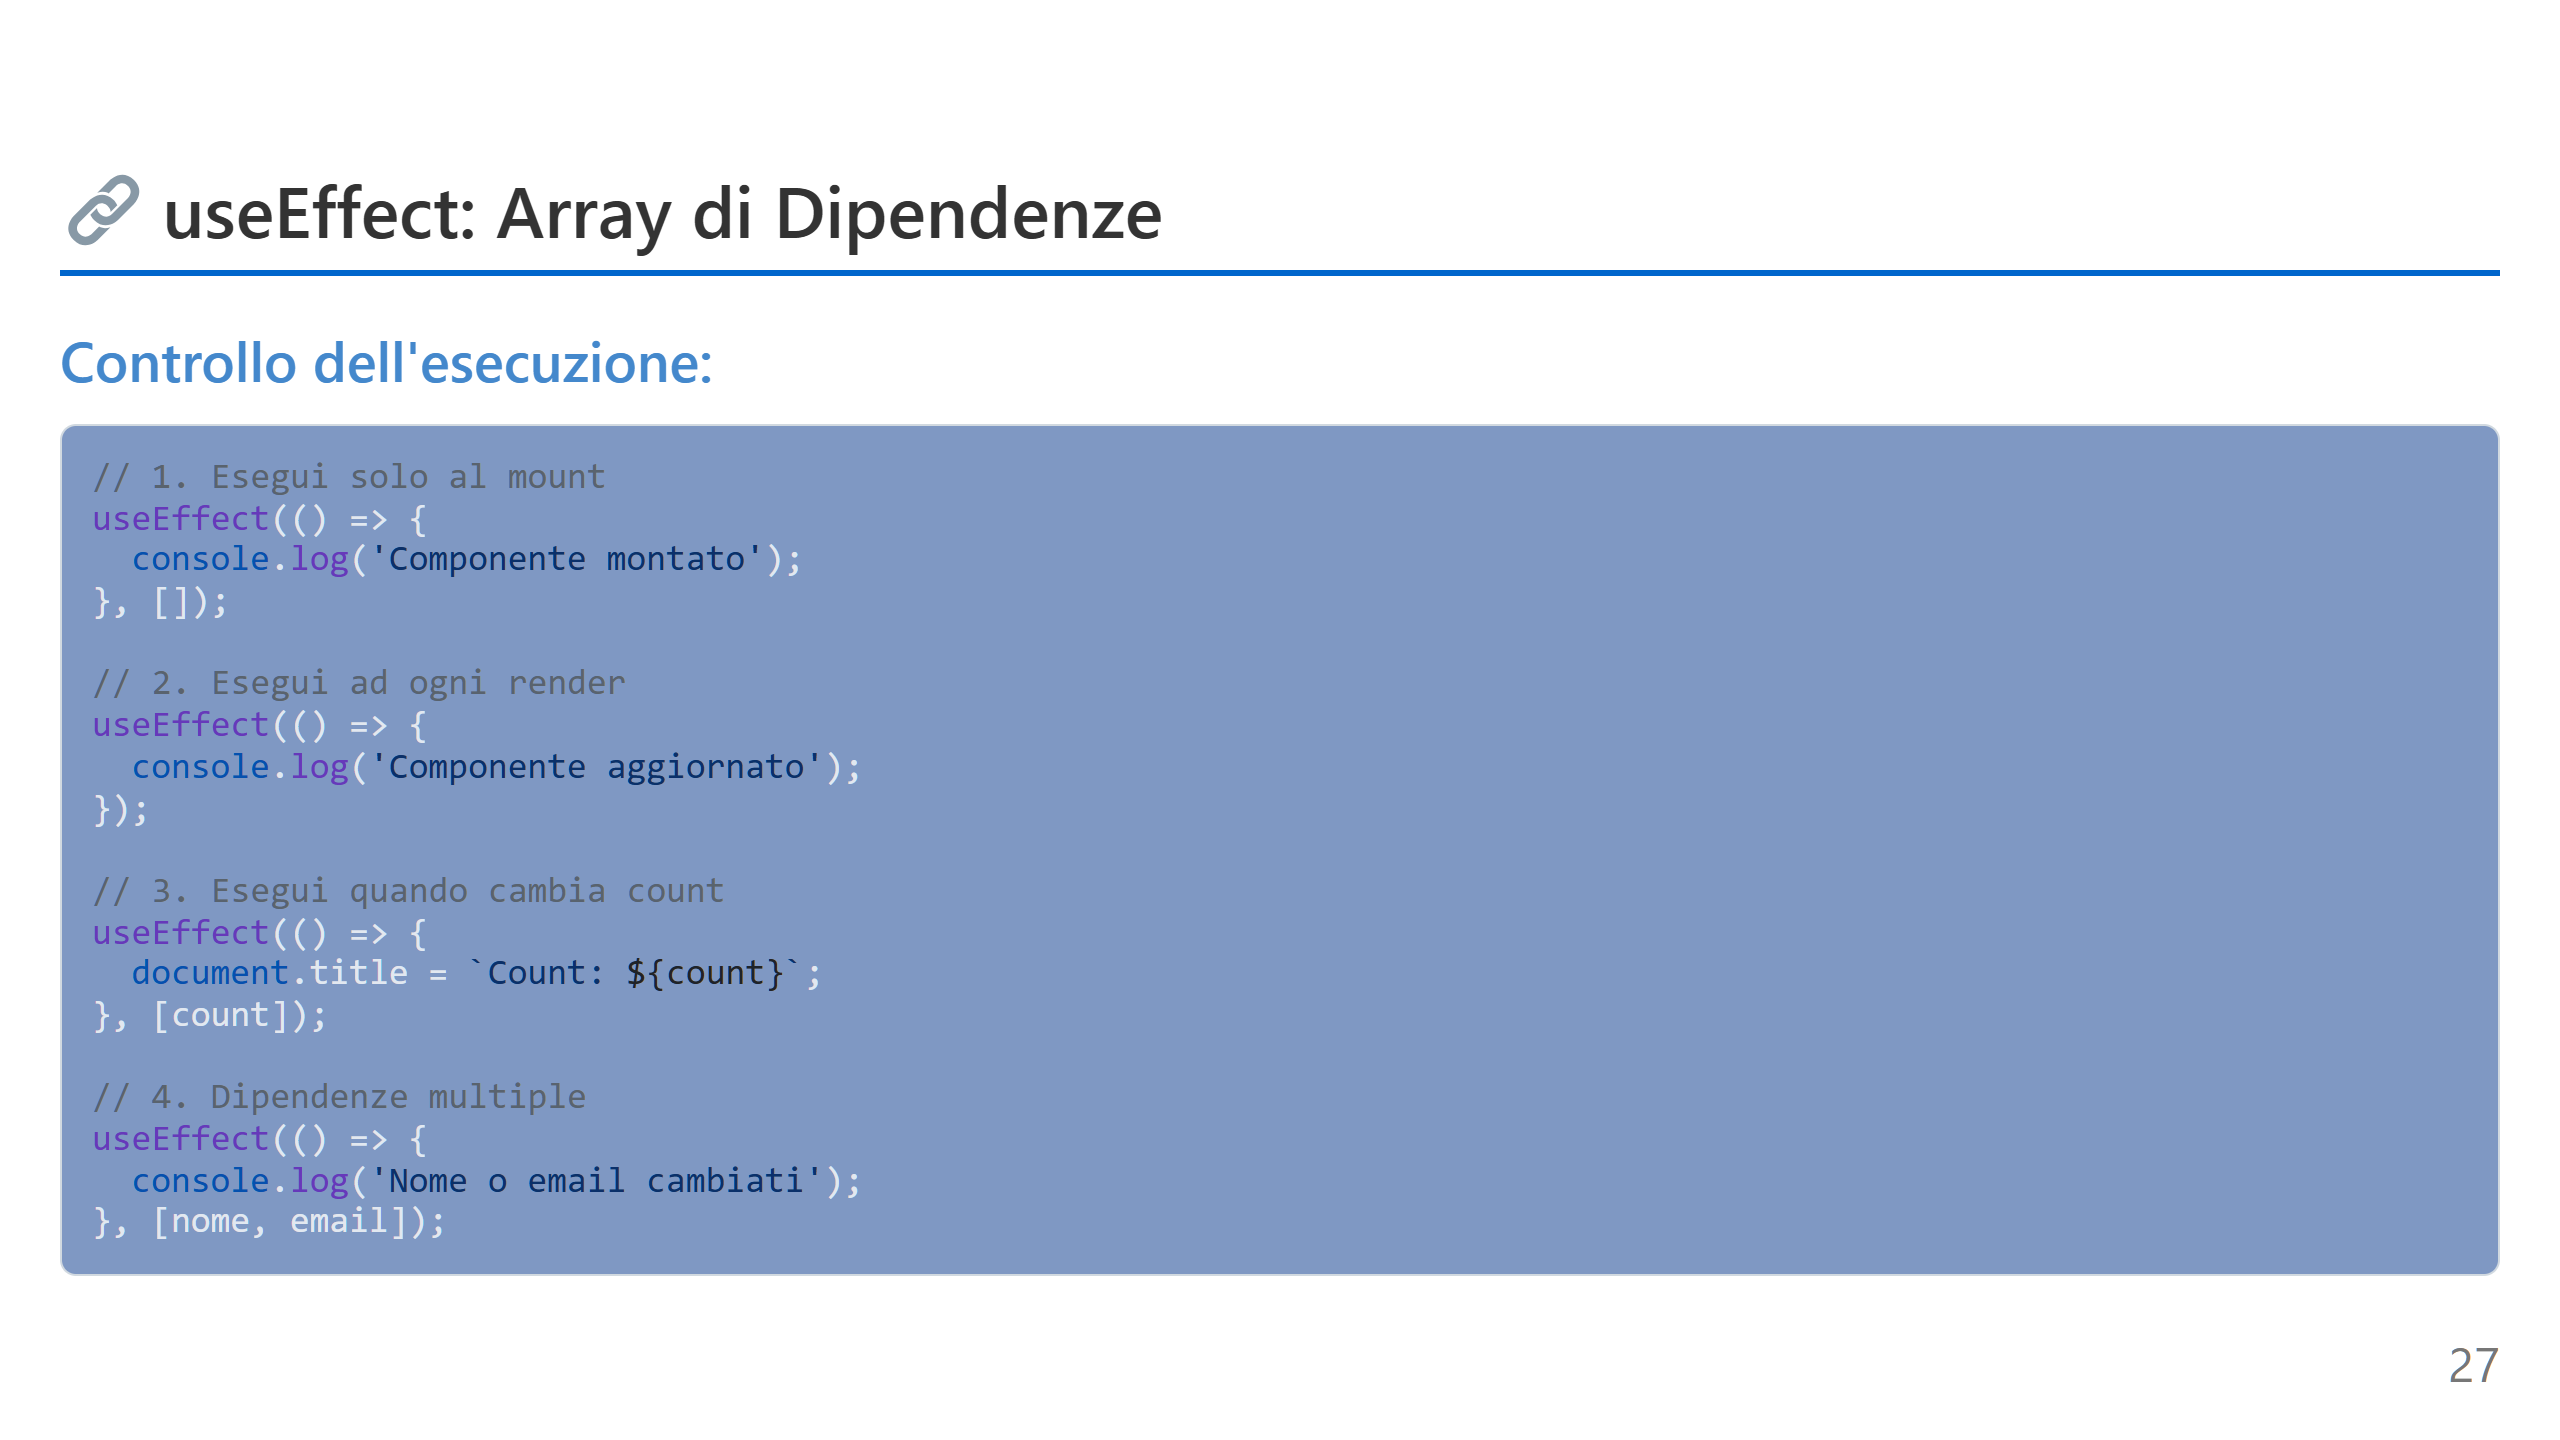 useEffect: Array di Dipendenze
Controllo dell'esecuzione:
// 1. Esegui solo al mount
useEffect(() => {
  console.log('Componente montato');
}, []);
// 2. Esegui ad ogni render
useEffect(() => {
  console.log('Componente aggiornato');
});
// 3. Esegui quando cambia count
useEffect(() => {
  document.title = `Count: ${count}`;
}, [count]);
// 4. Dipendenze multiple
useEffect(() => {
  console.log('Nome o email cambiati');
}, [nome, email]);
27